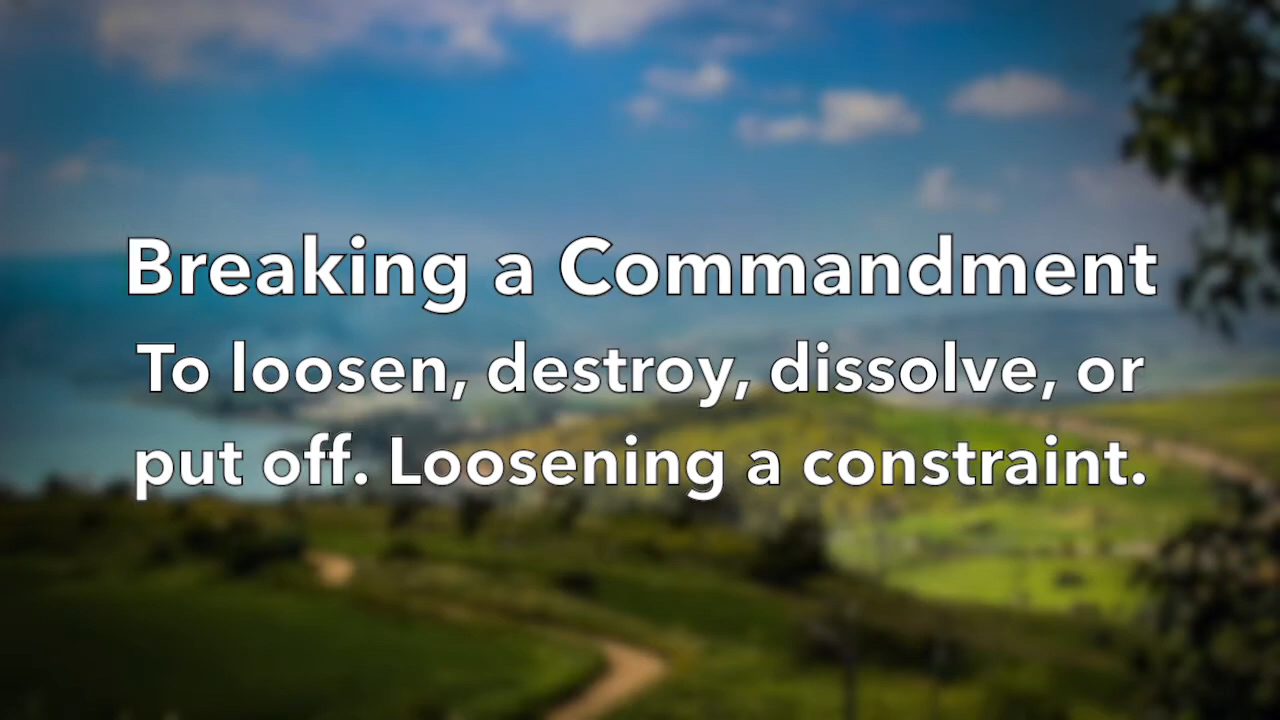 Breaking a Commandment
To loosen, destroy, dissolve, or
put off. Loosening a constraint.